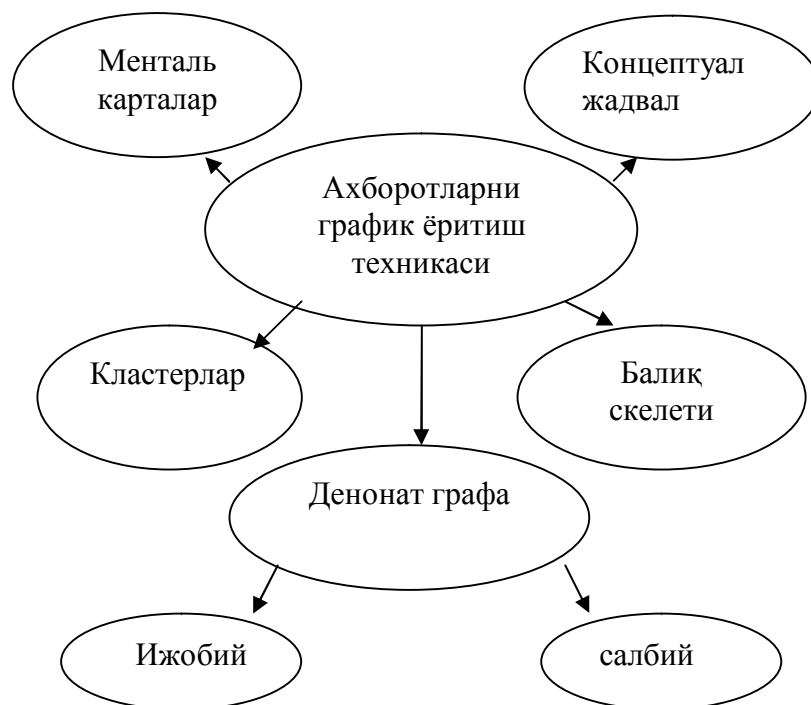 Менталь
карталар
Концептуал
жадвал
Ахборотларни
график ёритиш
техникаси
Кластерлар
Балиқ
скелети
Денонат графа
Ижобий
салбий